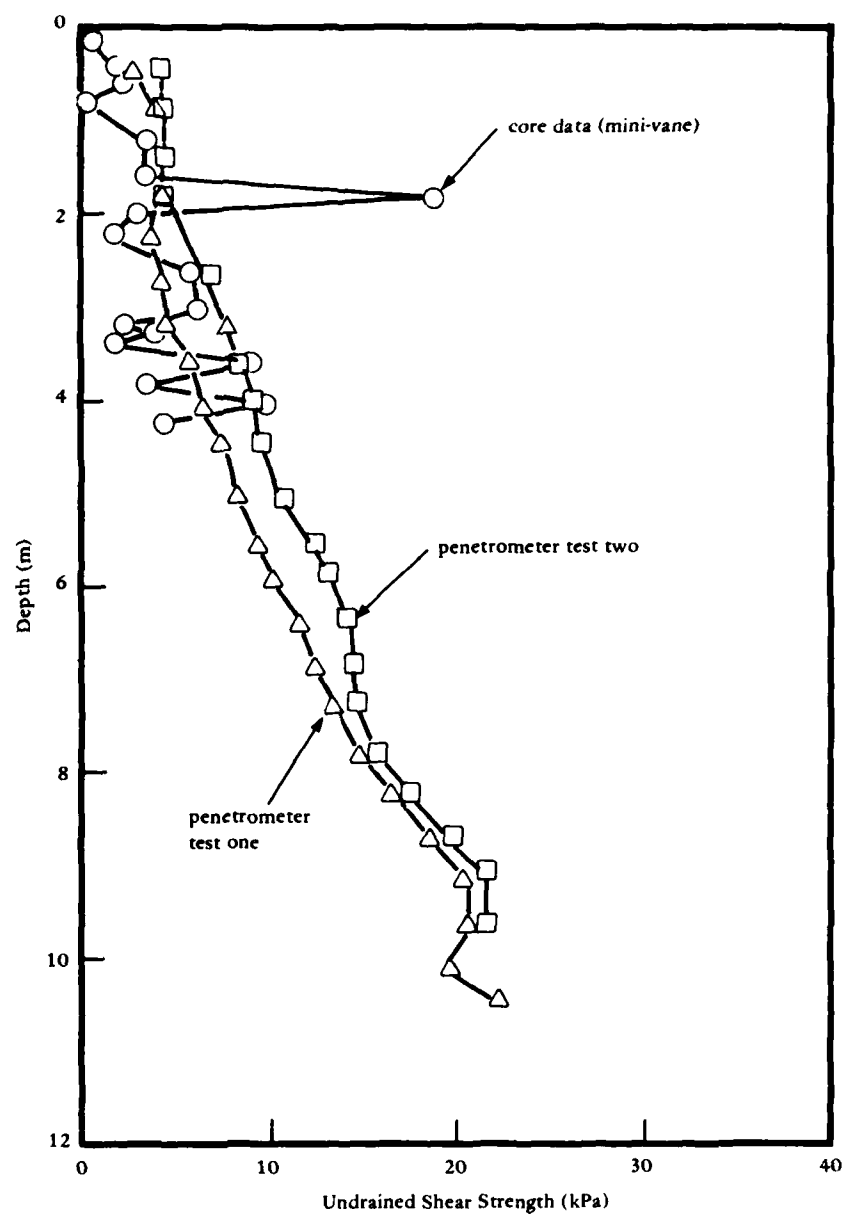 0
core data (mini-vane)
2
4
penetrometer test two
Depth (m)
6
8
penetrometer
test one
10
12
0
10
20
30
40
Undrained Shear Strength (kPa)